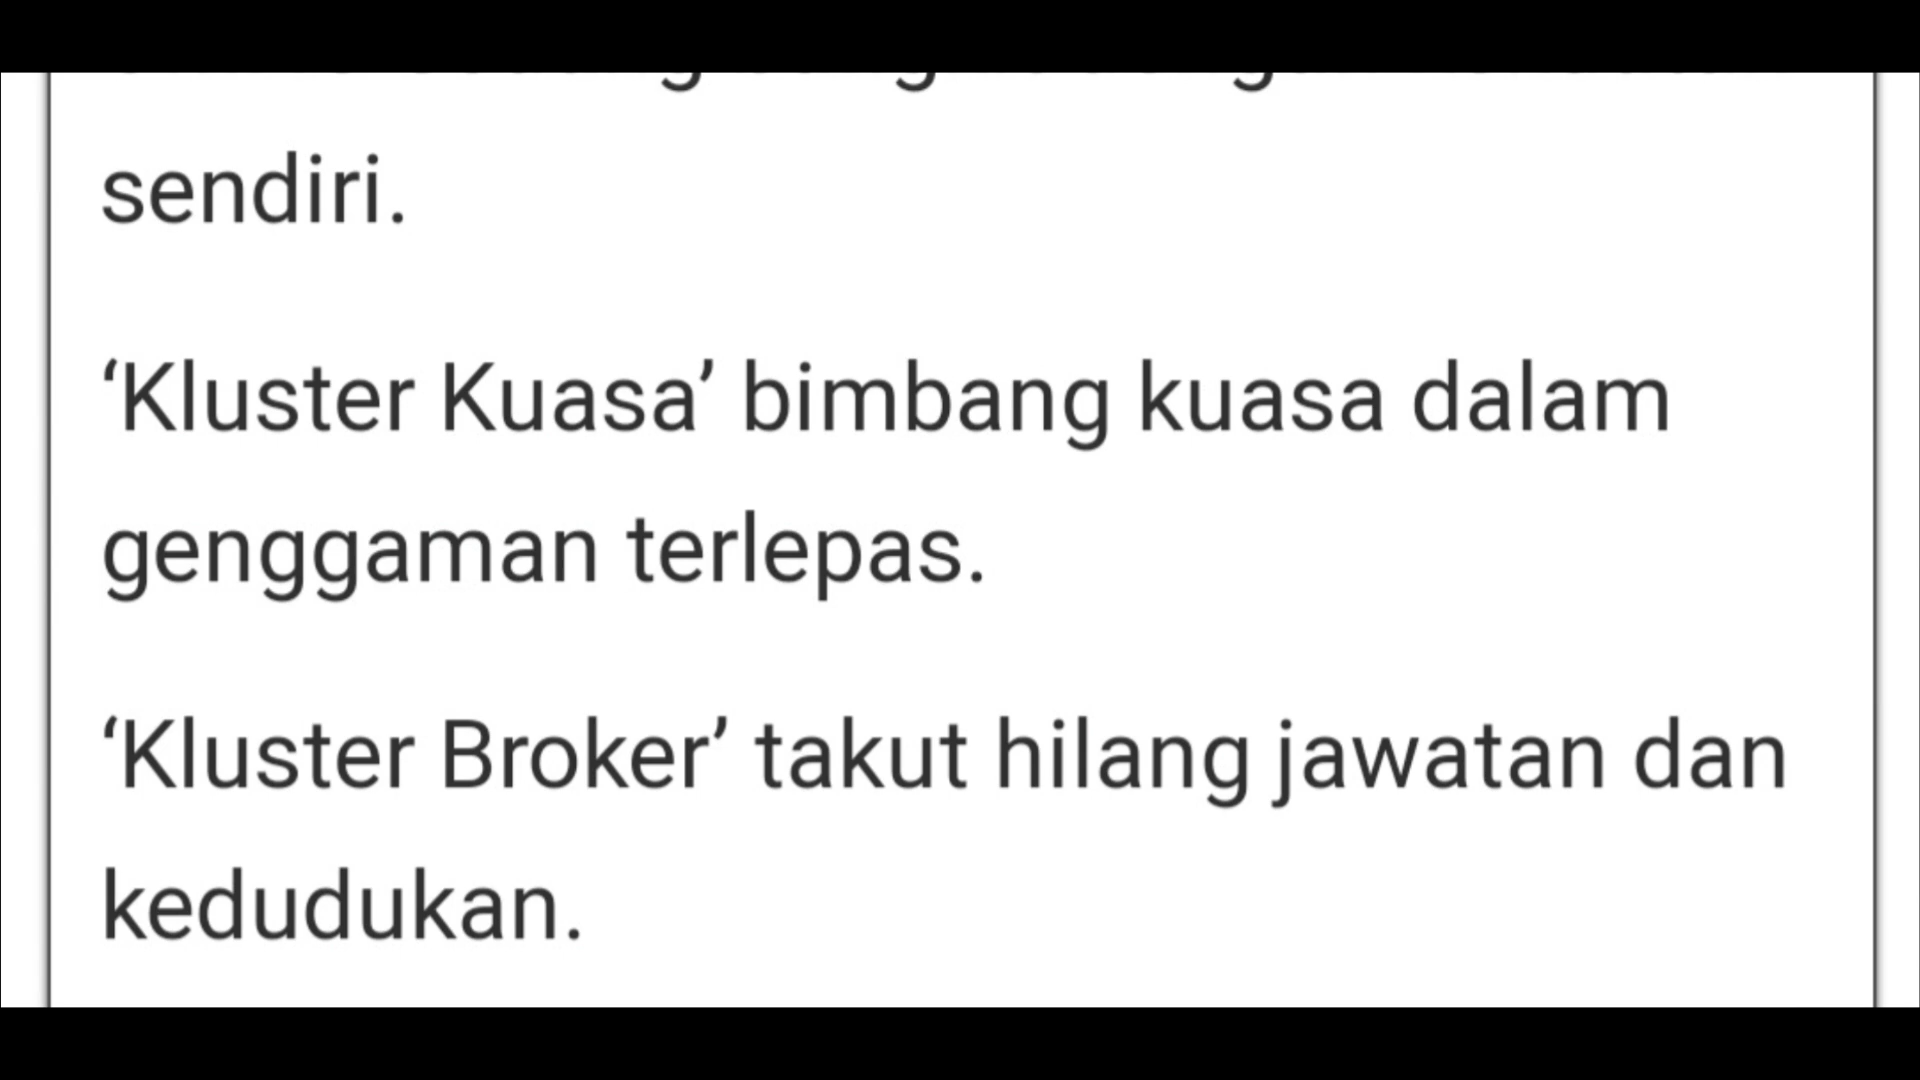 sendiri.
‘Kluster Kuasa’ bimbang kuasa dalam
genggaman terlepas.
‘Kluster Broker’ takut hilang jawatan dan
kedudukan.